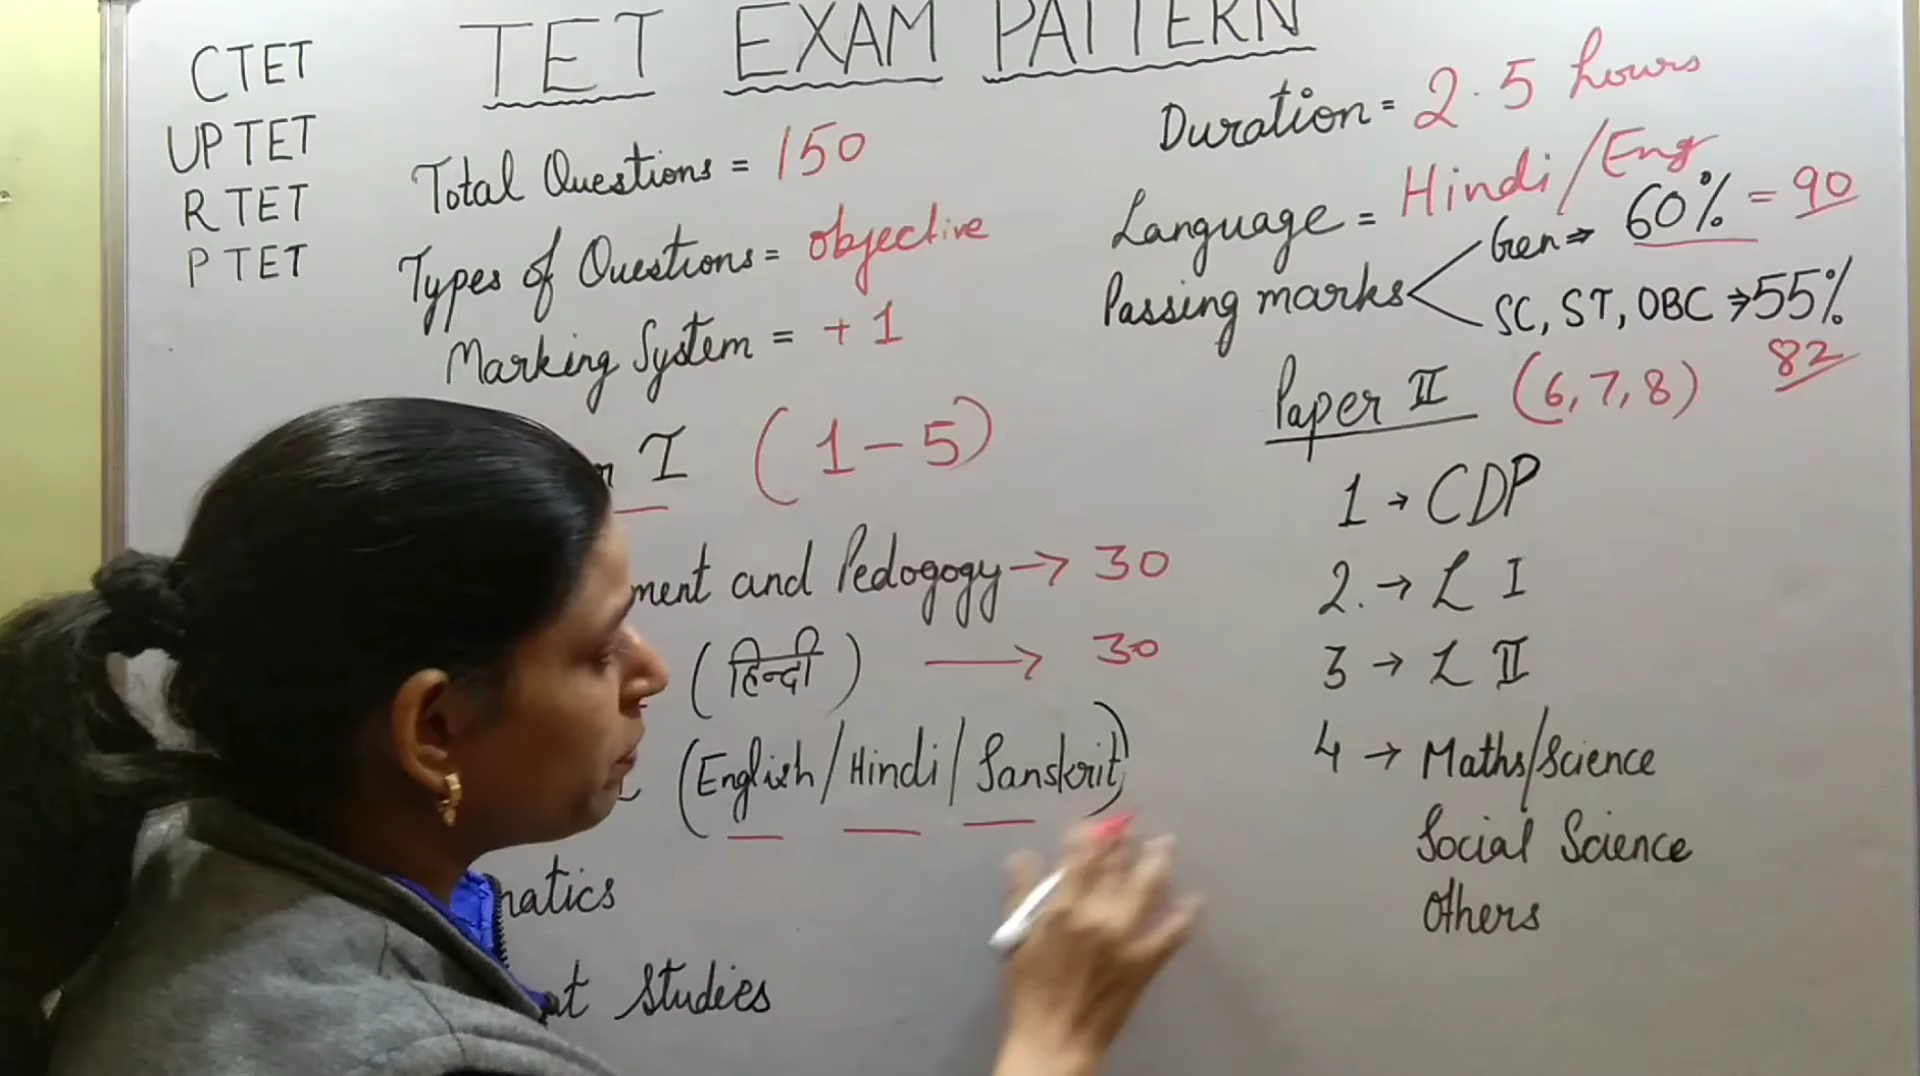 TET EXAM PATTERN
CTET
UPTET
RTET
PTET
Total Questions = 150
Types of Questions = objective
Marking System = +1
Duration = 2.5 hours
Language = Hindi/Eng
Passing marks
Gen ⇒ 60% = 90
SC, ST, OBC ⇒ 55%
82
I (1-5)
ment and Pedogogy → 30
(हिन्दी) → 30
(English/Hindi/Sanskrit)
matics
Studies
Paper II (6,7,8)
1 → CDP
2. → L I
3 → L II
4 → Maths/Science
Social Science
Others